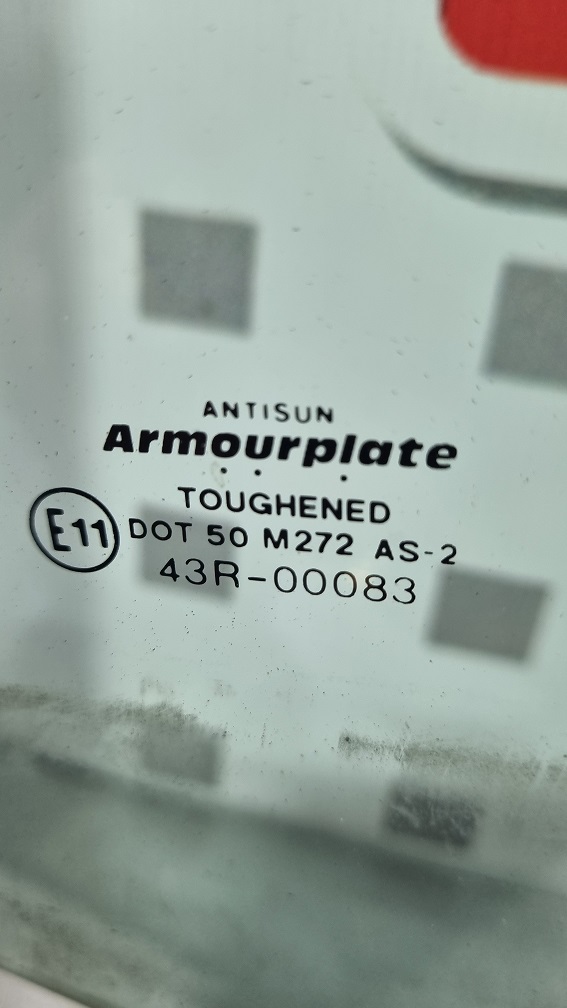 ANTISUN
Armourplate
TOUGHENED
E11 DOT 50 M272 AS-2
43R-00083